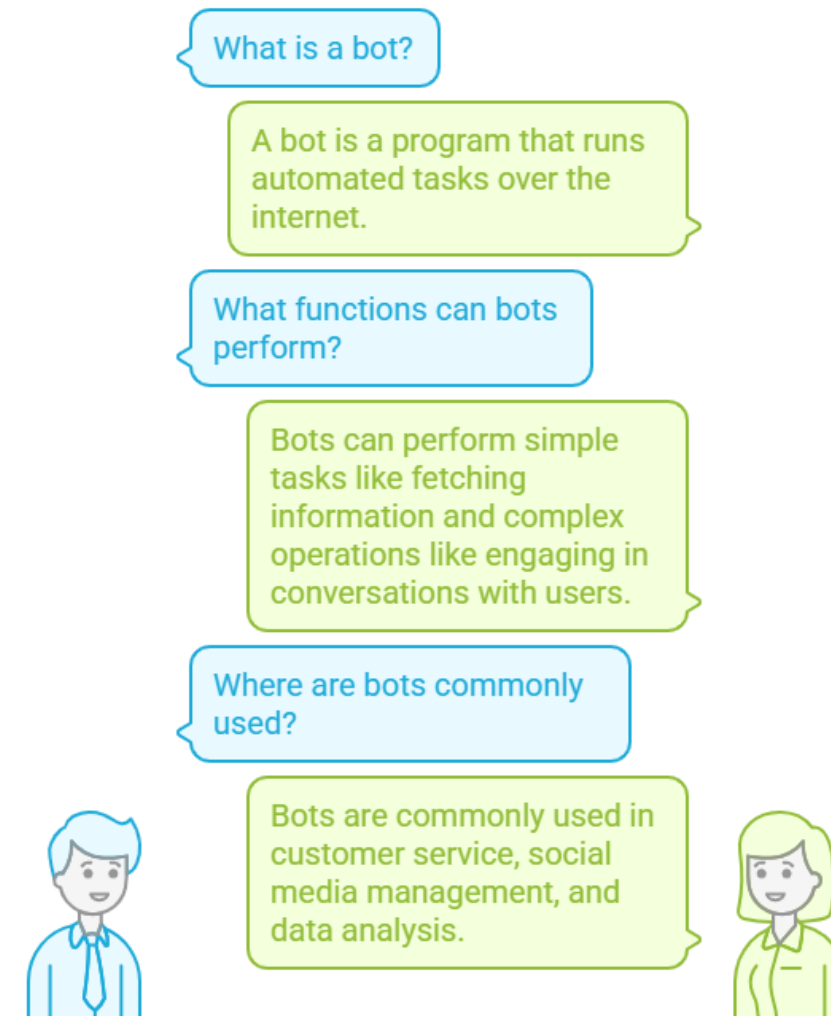 What is a bot?
A bot is a program that runs
automated tasks over the
internet.
What functions can bots
perform?
Bots can perform simple
tasks like fetching
information and complex
operations like engaging in
conversations with users.
Where are bots commonly
used?
Bots are commonly used in
customer service, social
media management, and
data analysis.